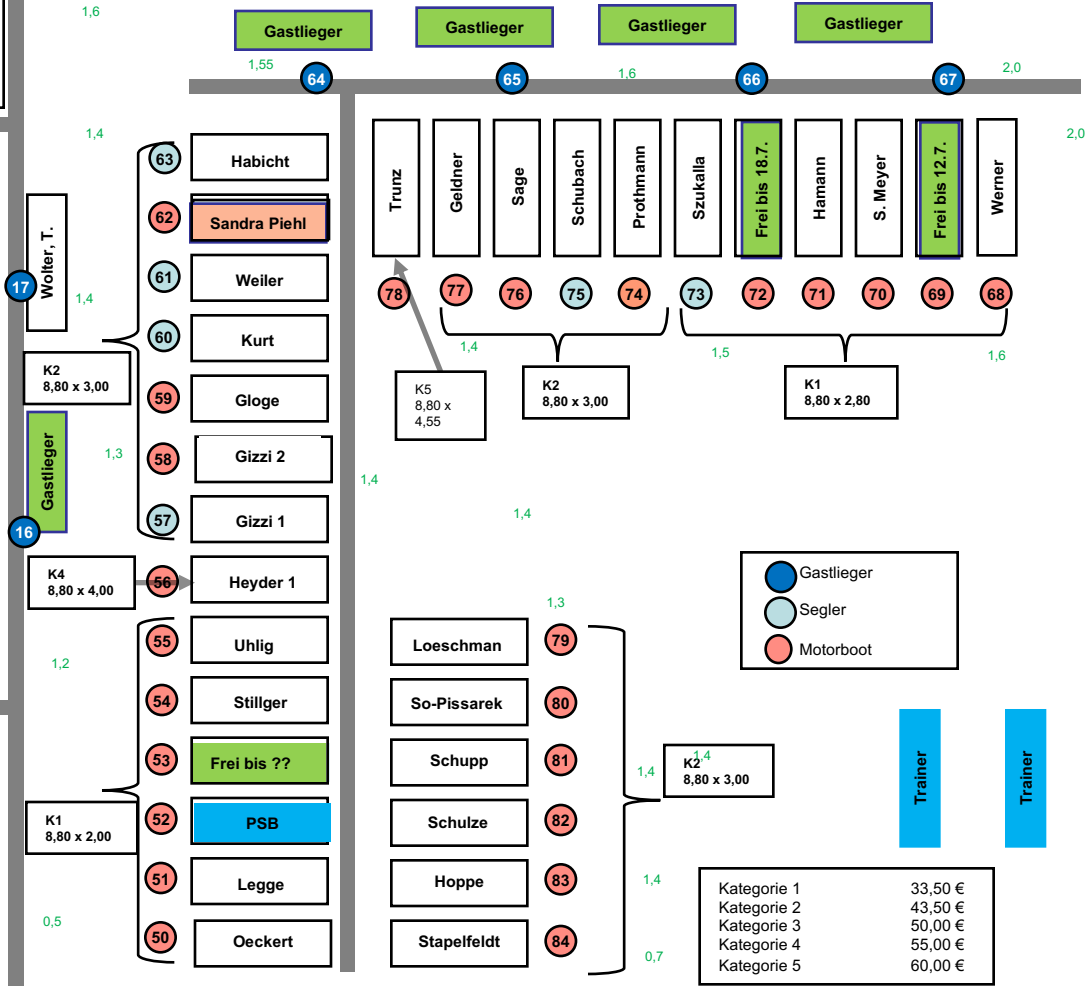 1,6
Gastlieger
Gastlieger
Gastlieger
Gastlieger
1,55
64
65
1,6
66
67
2,0
1,4
2,0
63
Habicht
62
Sandra Piehl
61
Weiler
60
Kurt
59
Gloge
58
Gizzi 2
57
Gizzi 1
56
Heyder 1
55
Uhlig
54
Stillger
53
Frei bis ??
52
PSB
51
Legge
50
Oeckert
Wolter, T.
17
1,4
K2
8,80 x 3,00
Gastlieger
1,3
16
K4
8,80 x 4,00
1,2
K1
8,80 x 2,00
0,5
Trunz
Geldner
Sage
Schubach
Prothmann
Szukalla
Frei bis 18.7.
Hamann
S. Meyer
Frei bis 12.7.
Werner
78
77
76
75
74
73
72
71
70
69
68
1,4
1,5
1,6
K5
8,80 x
4,55
K2
8,80 x 3,00
K1
8,80 x 2,80
1,4
1,4
1,3
Gastlieger
Segler
Motorboot
Loeschman
79
So-Pissarek
80
Schupp
81
Schulze
82
Hoppe
83
Stapelfeldt
84
1,4
1,4
K2
8,80 x 3,00
1,4
0,7
Trainer
Trainer
Kategorie 1 33,50 €
Kategorie 2 43,50 €
Kategorie 3 50,00 €
Kategorie 4 55,00 €
Kategorie 5 60,00 €